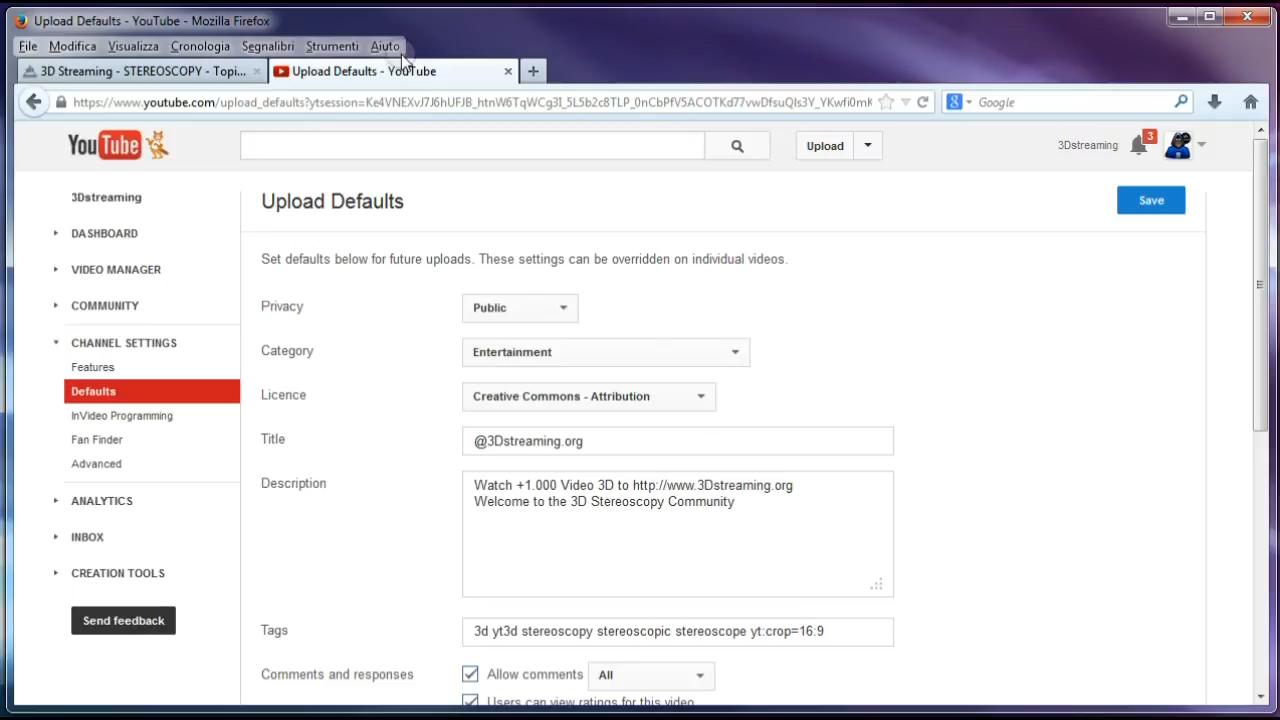 Upload Defaults - YouTube - Mozilla Firefox
File Modifica Visualizza Cronologia Segnalibri Strumenti Aiuto
3D Streaming - STEREOSCOPY - Topi... Upload Defaults - YouTube
https://www.youtube.com/upload_defaults?ytsession= Google
YouTube Upload 3Dstreaming 3
3Dstreaming
DASHBOARD
VIDEO MANAGER
COMMUNITY
CHANNEL SETTINGS
Features
Defaults
InVideo Programming
Fan Finder
Advanced
ANALYTICS
INBOX
CREATION TOOLS
Send feedback
Upload Defaults Save
Set defaults below for future uploads. These settings can be overridden on individual videos.
Privacy Public
Category Entertainment
Licence Creative Commons - Attribution
Title @3Dstreaming.org
Description Watch +1.000 Video 3D to http://www.3Dstreaming.org
Welcome to the 3D Stereoscopy Community
Tags 3d yt3d stereoscopy stereoscopic stereoscope yt:crop=16:9
Comments and responses Allow comments All
Users can view ratings for this video